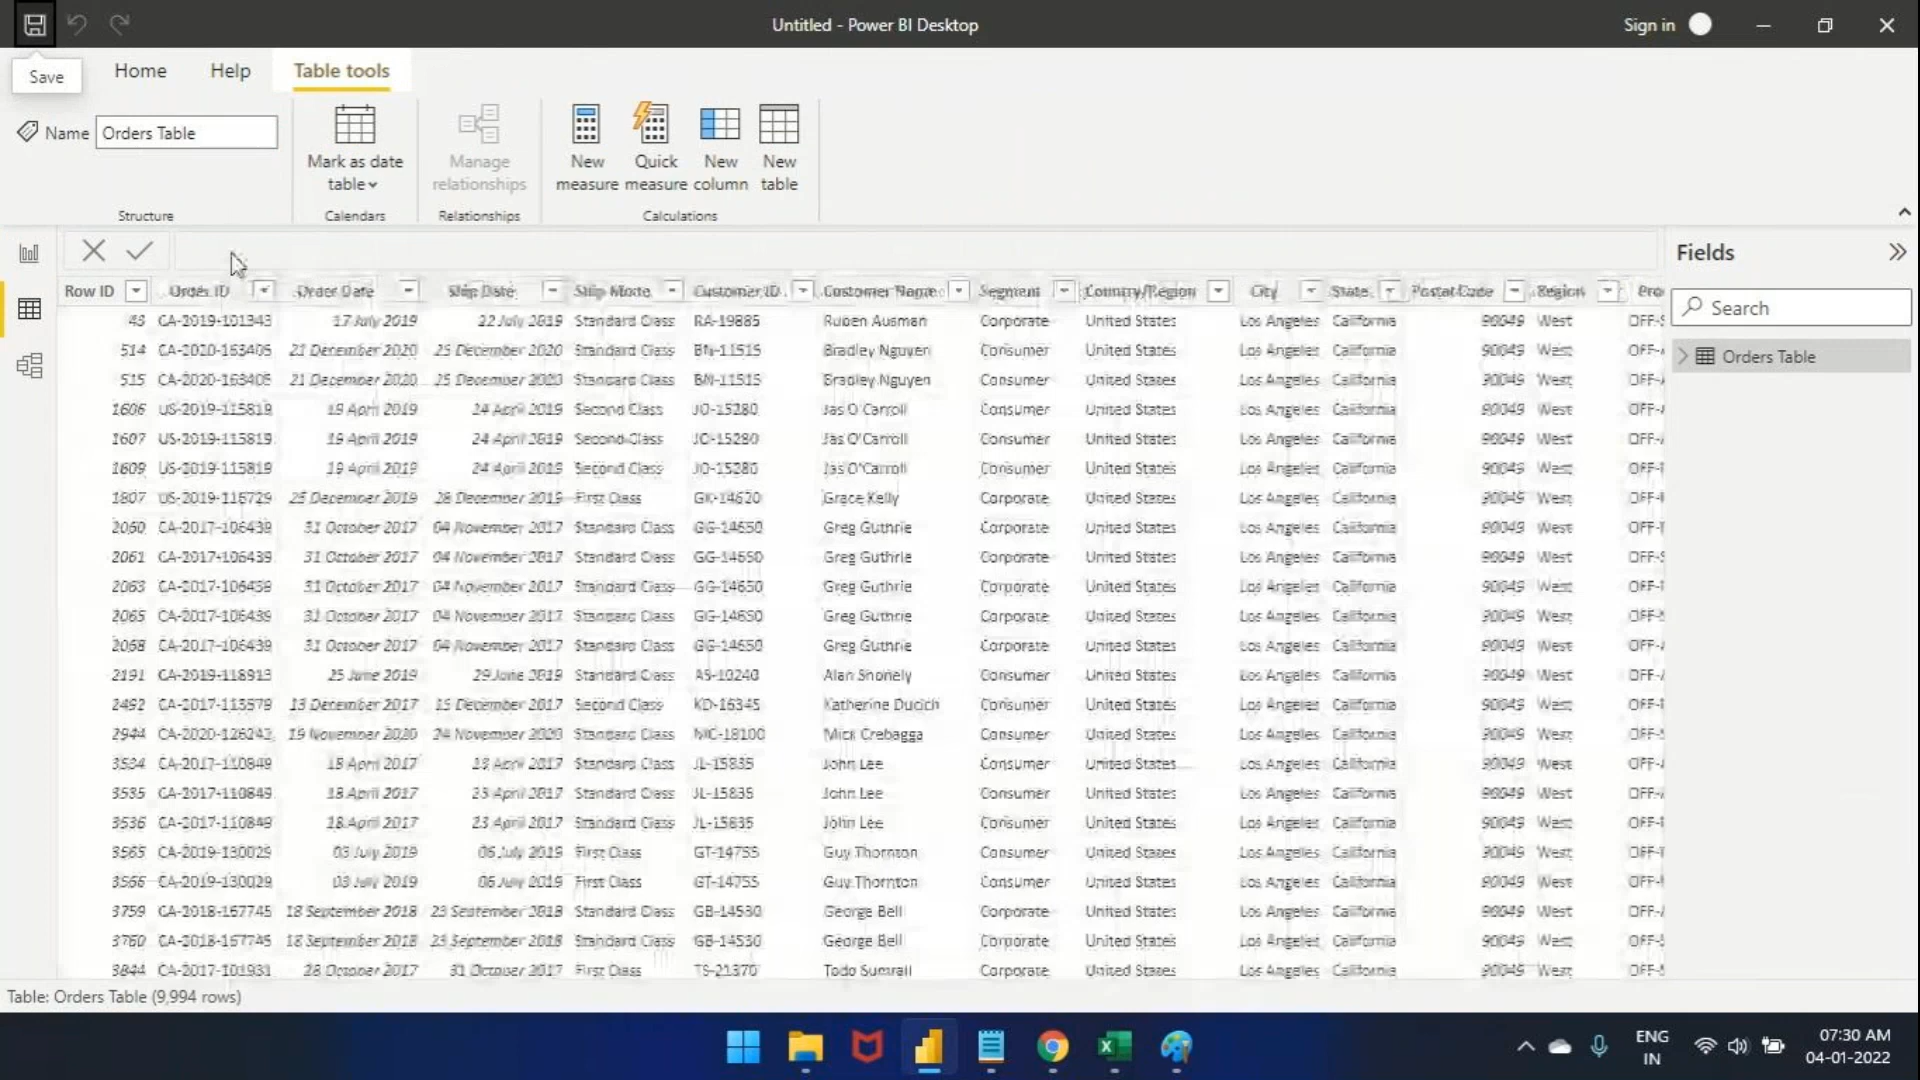 Untitled - Power BI Desktop
Sign in
Save
Home
Help
Table tools
Name
Orders Table
Mark as date
table
Manage
relationships
New
measure
Quick
measure
New
column
New
table
Structure
Calendars
Relationships
Calculations
Fields
Search
Orders Table
Row ID Order ID Order Date Ship Date Ship Mode Customer ID Customer Name Segment Country/Region City State Postal Code Region Pro
43 CA-2019-101343 17 July 2019 22 July 2019 Standard Class RA-19885 Ruben Ausman Corporate United States Los Angeles California 90049 West
514 CA-2020-163405 21 December 2020 25 December 2020 Standard Class BN-11515 Bradley Nguyen Consumer United States Los Angeles California 90049 West
515 CA-2020-163405 21 December 2020 25 December 2020 Standard Class BN-11515 Bradley Nguyen Consumer United States Los Angeles California 90049 West
1606 US-2019-115819 19 April 2019 24 April 2019 Second Class JO-15280 Jas O'Carroll Consumer United States Los Angeles California 90049 West
1607 US-2019-115819 19 April 2019 24 April 2019 Second Class JO-15280 Jas O'Carroll Consumer United States Los Angeles California 90049 West
1609 US-2019-115819 19 April 2019 24 April 2019 Second Class JO-15280 Jas O'Carroll Consumer United States Los Angeles California 90049 West
1807 US-2019-116729 25 December 2019 28 December 2019 First Class GK-14620 Grace Kelly Corporate United States Los Angeles California 90049 West
2060 CA-2017-106439 31 October 2017 04 November 2017 Standard Class GG-14650 Greg Guthrie Corporate United States Los Angeles California 90049 West
2061 CA-2017-106439 31 October 2017 04 November 2017 Standard Class GG-14650 Greg Guthrie Corporate United States Los Angeles California 90049 West
2063 CA-2017-106439 31 October 2017 04 November 2017 Standard Class GG-14650 Greg Guthrie Corporate United States Los Angeles California 90049 West
2065 CA-2017-106439 31 October 2017 04 November 2017 Standard Class GG-14650 Greg Guthrie Corporate United States Los Angeles California 90049 West
2068 CA-2017-106439 31 October 2017 04 November 2017 Standard Class GG-14650 Greg Guthrie Corporate United States Los Angeles California 90049 West
2191 CA-2019-118913 25 June 2019 29 June 2019 Standard Class AS-10240 Alan Shonely Consumer United States Los Angeles California 90049 West
2492 CA-2017-113579 13 December 2017 15 December 2017 Second Class KD-16345 Katherine Ducich Consumer United States Los Angeles California 90049 West
2944 CA-2020-126242 19 November 2020 24 November 2020 Standard Class MC-18100 Mick Crebagga Consumer United States Los Angeles California 90049 West
3534 CA-2017-110849 18 April 2017 23 April 2017 Standard Class JL-15835 John Lee Consumer United States Los Angeles California 90049 West
3535 CA-2017-110849 18 April 2017 23 April 2017 Standard Class JL-15835 John Lee Consumer United States Los Angeles California 90049 West
3536 CA-2017-110849 18 April 2017 23 April 2017 Standard Class JL-15835 John Lee Consumer United States Los Angeles California 90049 West
3565 CA-2019-130029 03 July 2019 06 July 2019 First Class GT-14755 Guy Thornton Consumer United States Los Angeles California 90049 West
3566 CA-2019-130029 03 July 2019 06 July 2019 First Class GT-14755 Guy Thornton Consumer United States Los Angeles California 90049 West
3759 CA-2018-167745 18 September 2018 23 September 2018 Standard Class GB-14530 George Bell Corporate United States Los Angeles California 90049 West
3760 CA-2018-167745 18 September 2018 23 September 2018 Standard Class GB-14530 George Bell Corporate United States Los Angeles California 90049 West
3844 CA-2017-101931 28 October 2017 31 October 2017 First Class TS-21370 Todd Sumrall Corporate United States Los Angeles California 90049 West
Table: Orders Table (9,994 rows)
ENG
IN
07:30 AM
04-01-2022